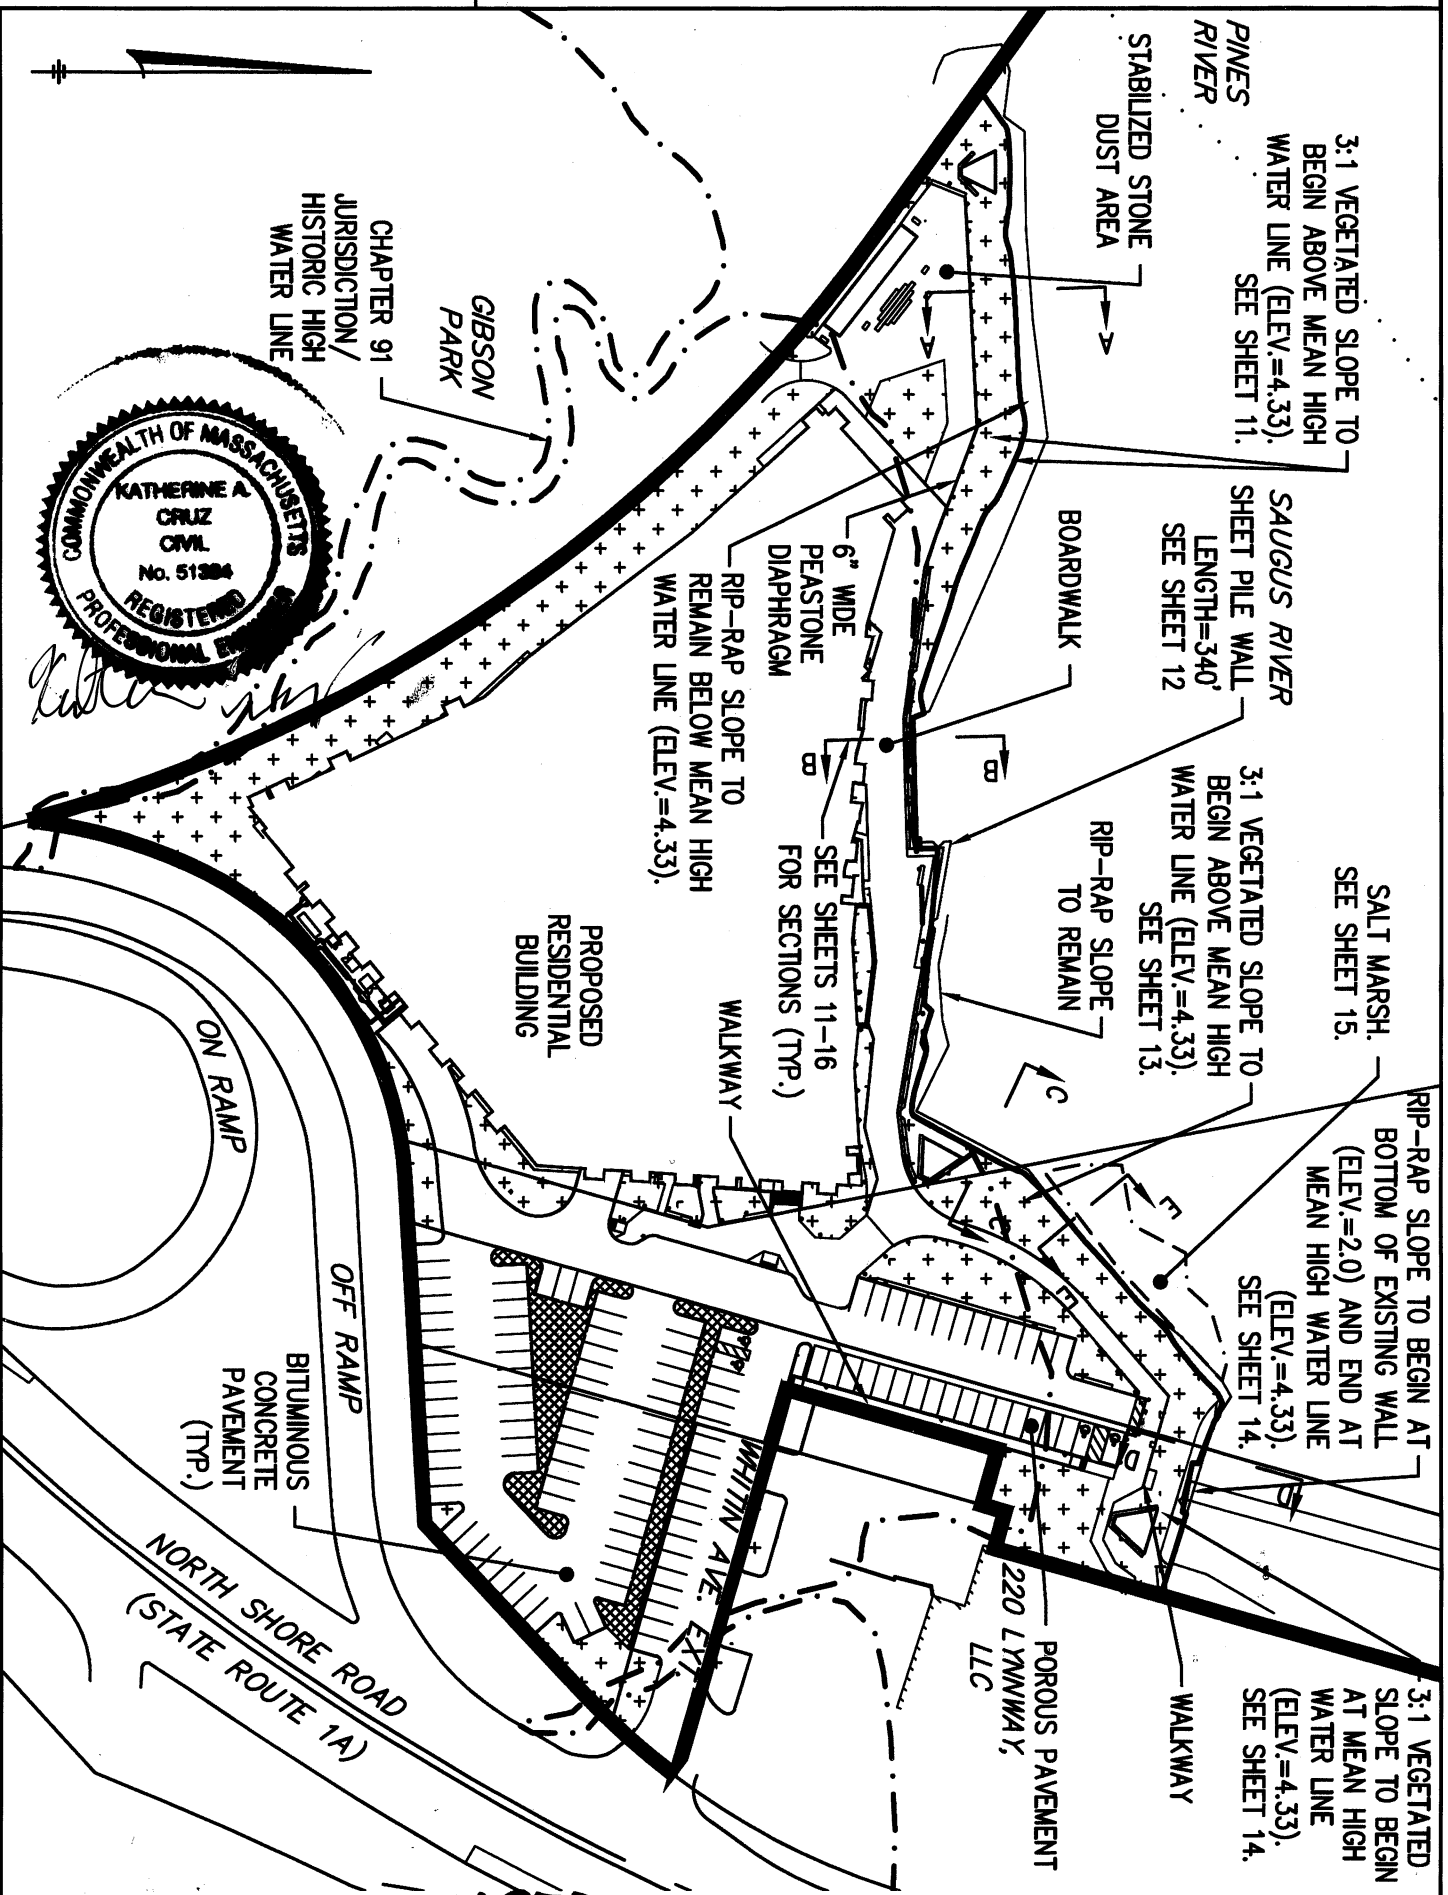 PINES
RIVER
3:1 VEGETATED SLOPE TO
BEGIN ABOVE MEAN HIGH
WATER LINE (ELEV.=4.33).
SEE SHEET 11.
STABILIZED STONE
DUST AREA
A
A
SAUGUS RIVER
SHEET PILE WALL
LENGTH=340'
SEE SHEET 12
BOARDWALK
6" WIDE
PEASTONE
DIAPHRAGM
RIP-RAP SLOPE TO
REMAIN BELOW MEAN HIGH
WATER LINE (ELEV.=4.33).
B
B
SALT MARSH.
SEE SHEET 15.
3:1 VEGETATED SLOPE TO
BEGIN ABOVE MEAN HIGH
WATER LINE (ELEV.=4.33).
SEE SHEET 13.
RIP-RAP SLOPE
TO REMAIN
SEE SHEETS 11-16
FOR SECTIONS (TYP.)
WALKWAY
C
C
E
E
RIP-RAP SLOPE TO BEGIN AT
BOTTOM OF EXISTING WALL
(ELEV.=2.0) AND END AT
MEAN HIGH WATER LINE
(ELEV.=4.33).
SEE SHEET 14.
D
D
3:1 VEGETATED
SLOPE TO BEGIN
AT MEAN HIGH
WATER LINE
(ELEV.=4.33).
SEE SHEET 14.
WALKWAY
POROUS PAVEMENT
220 LYNNWAY,
LLC
WHITIN AVE. EXT.
PROPOSED
RESIDENTIAL
BUILDING
GIBSON
PARK
CHAPTER 91
JURISDICTION/
HISTORIC HIGH
WATER LINE
COMMONWEALTH OF MASSACHUSETTS
KATHERINE A.
CRUZ
CIVIL
No. 51384
REGISTERED
PROFESSIONAL ENGINEER
ON RAMP
OFF RAMP
BITUMINOUS
CONCRETE
PAVEMENT
(TYP.)
NORTH SHORE ROAD
(STATE ROUTE 1A)